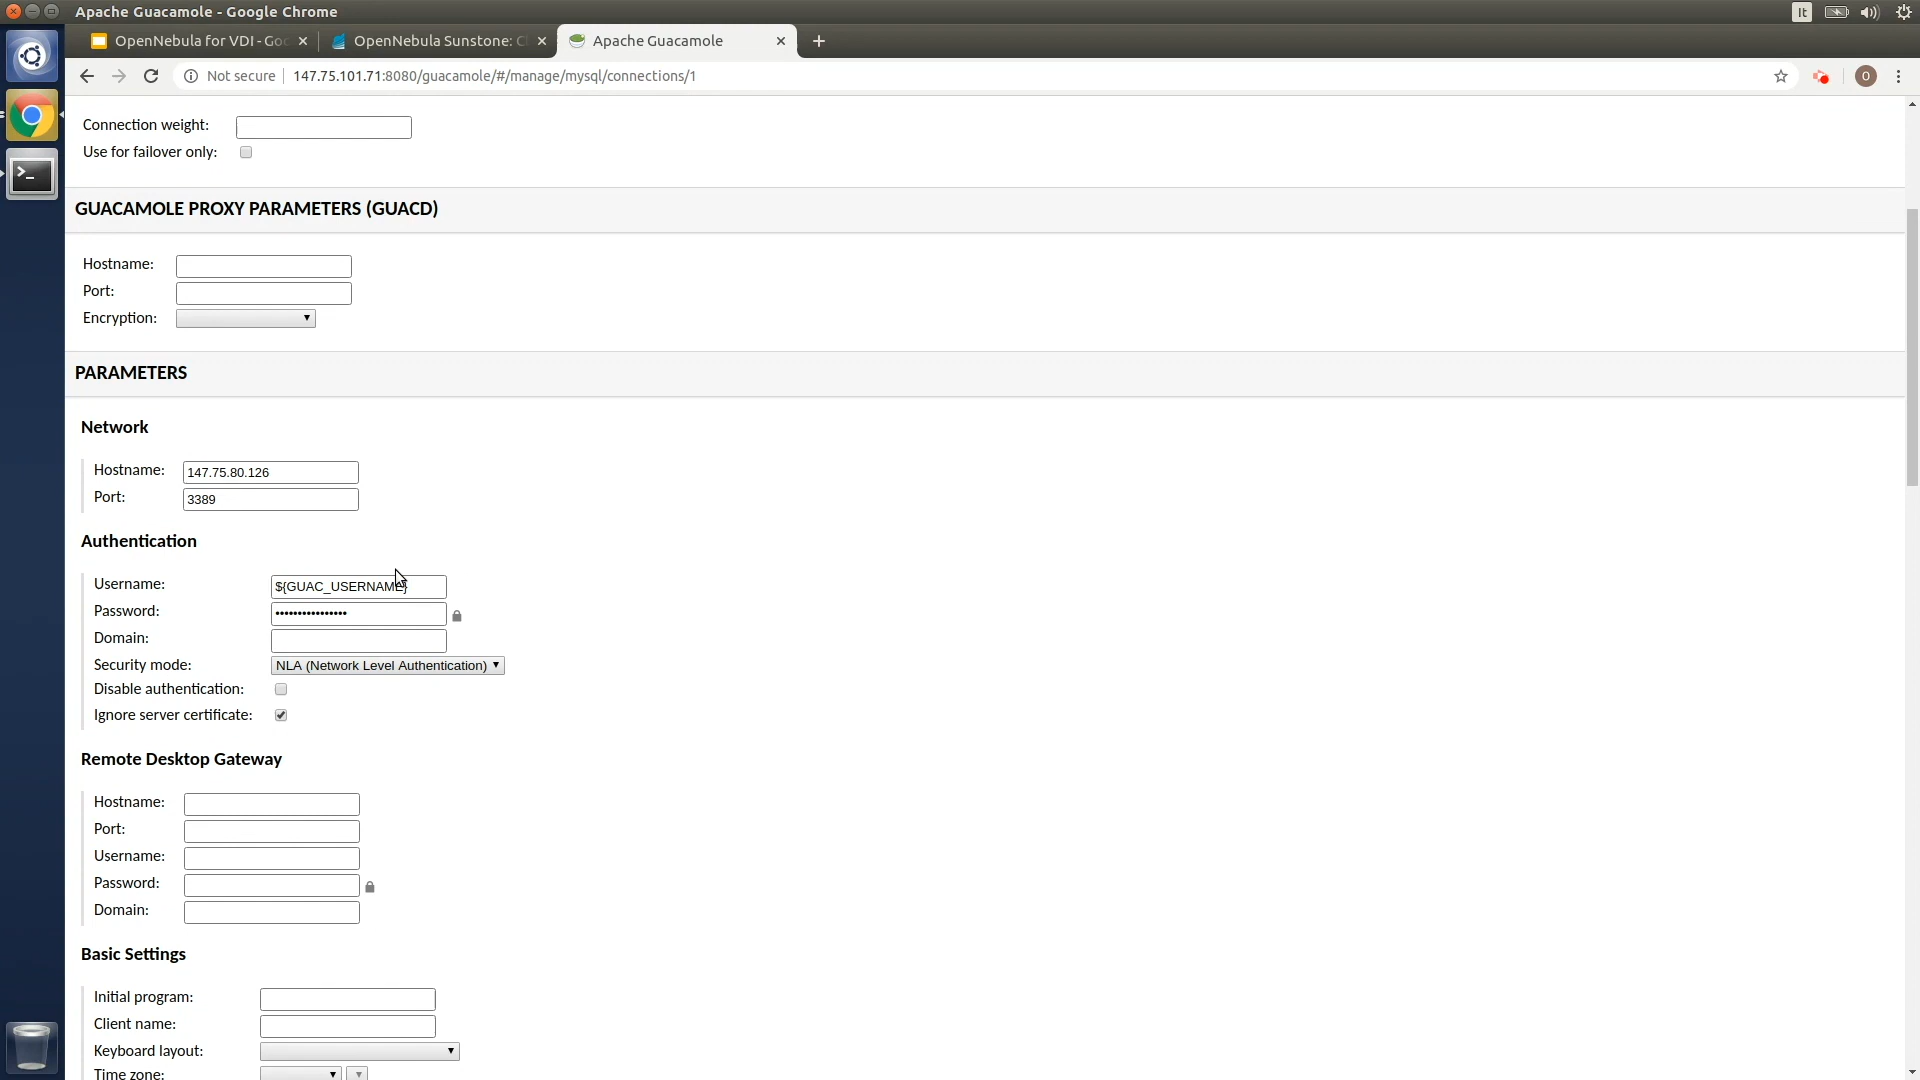 Apache Guacamole - Google Chrome
It
OpenNebula for VDI - Goo
OpenNebula Sunstone: Cl
Apache Guacamole
Not secure
147.75.101.71:8080/guacamole/#/manage/mysql/connections/1
O
Connection weight:
Use for failover only:
GUACAMOLE PROXY PARAMETERS (GUACD)
Hostname:
Port:
Encryption:
PARAMETERS
Network
Hostname: 147.75.80.126
Port: 3389
Authentication
Username: ${GUAC_USERNAME}
Password: ••••••••••••••••
Domain:
Security mode: NLA (Network Level Authentication)
Disable authentication:
Ignore server certificate:
Remote Desktop Gateway
Hostname:
Port:
Username:
Password:
Domain:
Basic Settings
Initial program:
Client name:
Keyboard layout:
Time zone: